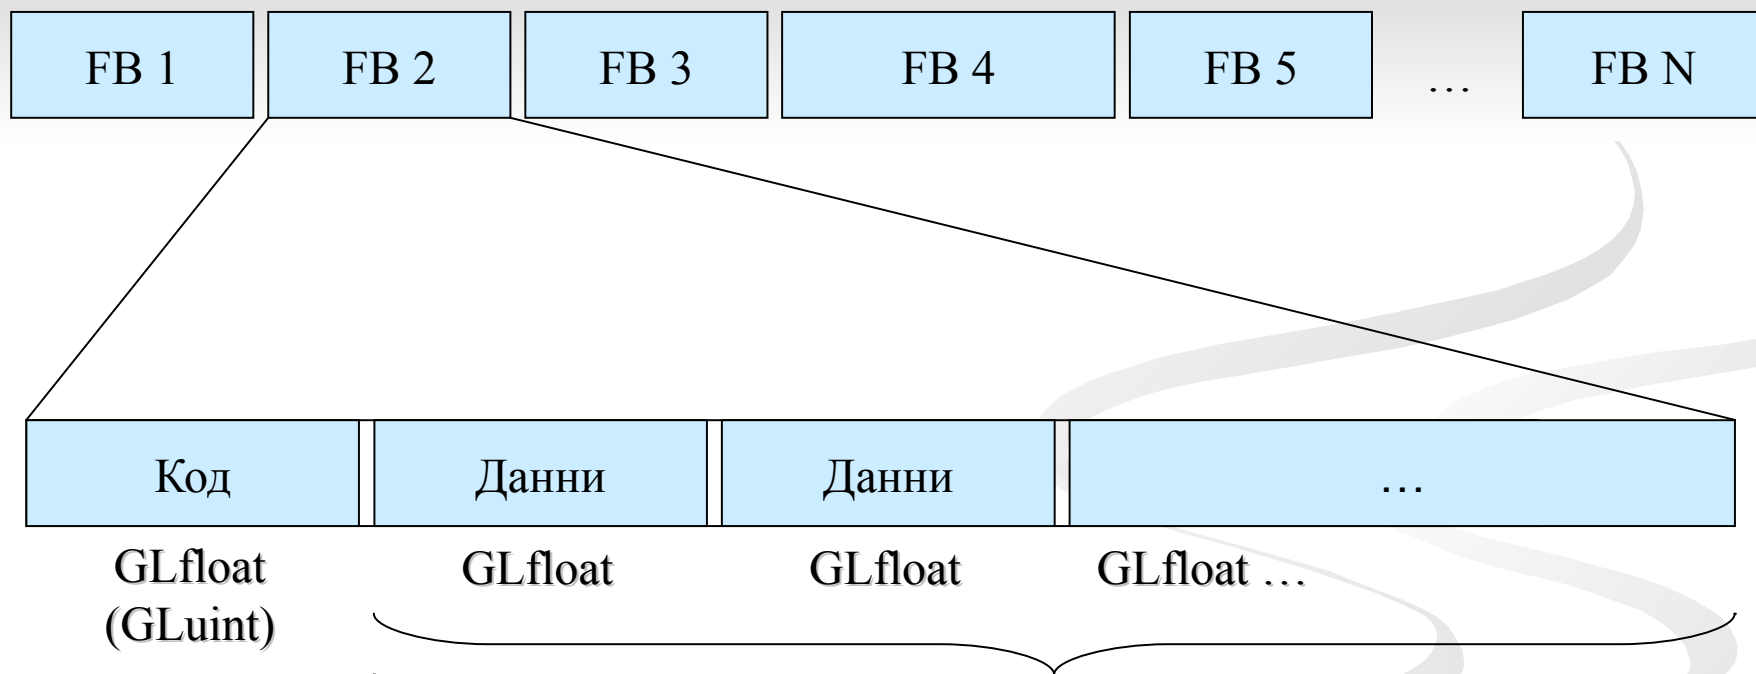 FB 1 FB 2 FB 3 FB 4 FB 5 … FB N
Код Данни Данни …
GLfloat GLfloat GLfloat GLfloat …
(GLuint)